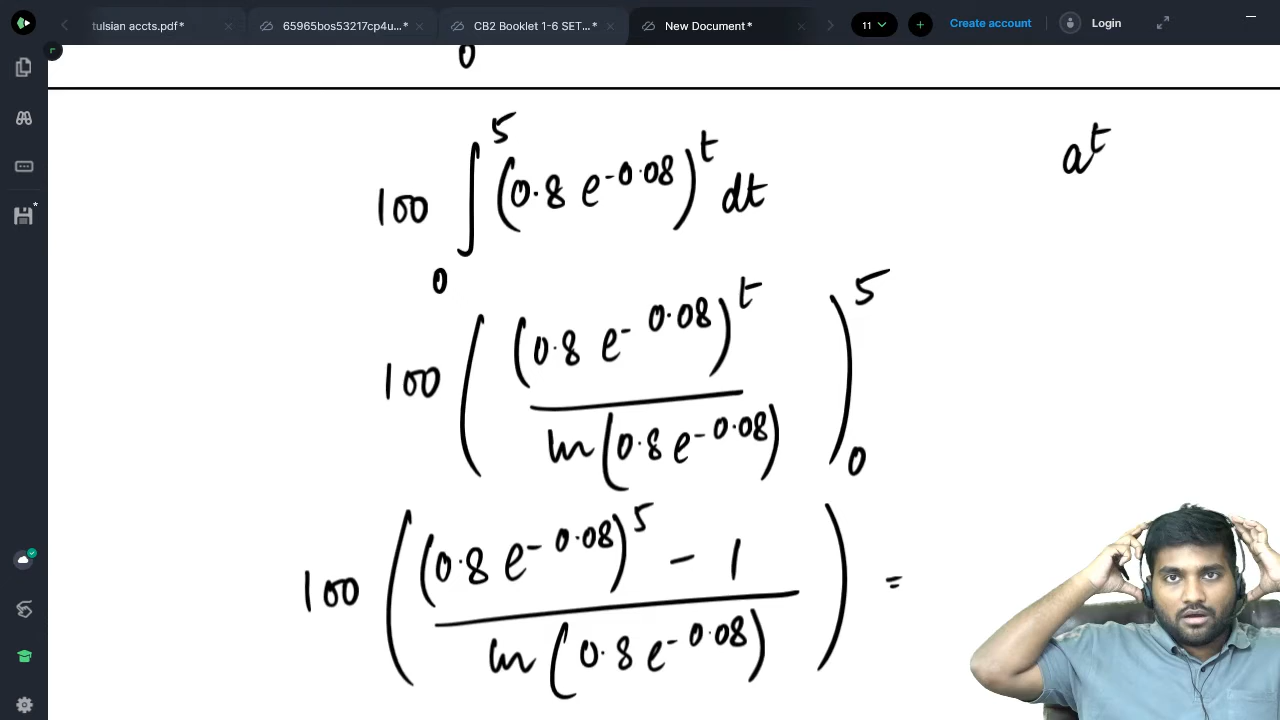 tulsian accts.pdf*
65965bos53217cp4u...*
CB2 Booklet 1-6 SET...*
New Document*
11
Create account
Login
0
100 ∫₀⁵ (0.8 e^{-0.08})^t dt
a^t
100 ( (0.8 e^{-0.08})^t / ln(0.8 e^{-0.08}) )₀⁵
100 ( ((0.8 e^{-0.08})^5 - 1) / ln(0.8 e^{-0.08}) ) =